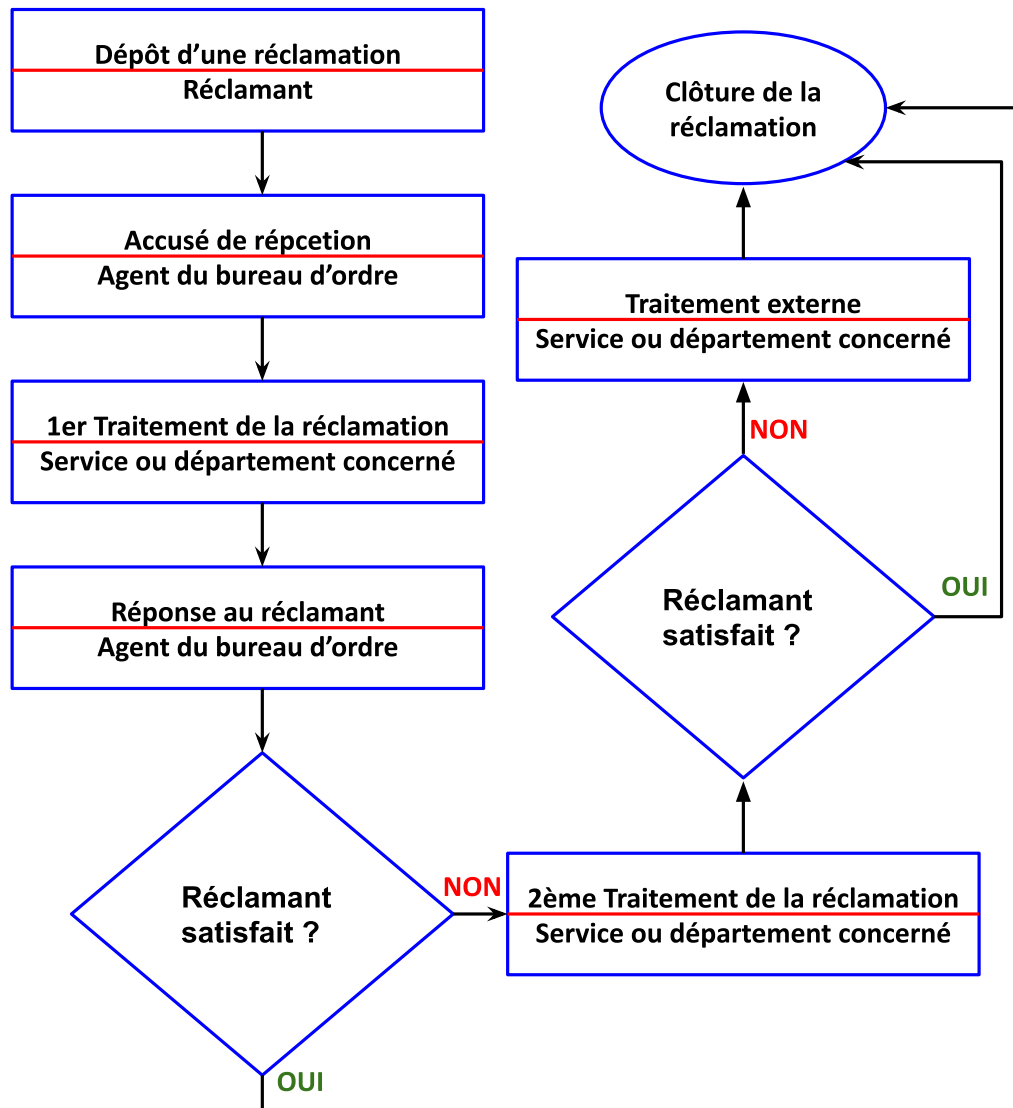 Dépôt d’une réclamation
Réclamant
Accusé de répcetion
Agent du bureau d’ordre
1er Traitement de la réclamation
Service ou département concerné
Réponse au réclamant
Agent du bureau d’ordre
Réclamant
satisfait ?
OUI
NON
2ème Traitement de la réclamation
Service ou département concerné
Réclamant
satisfait ?
OUI
NON
Traitement externe
Service ou département concerné
Clôture de la
réclamation